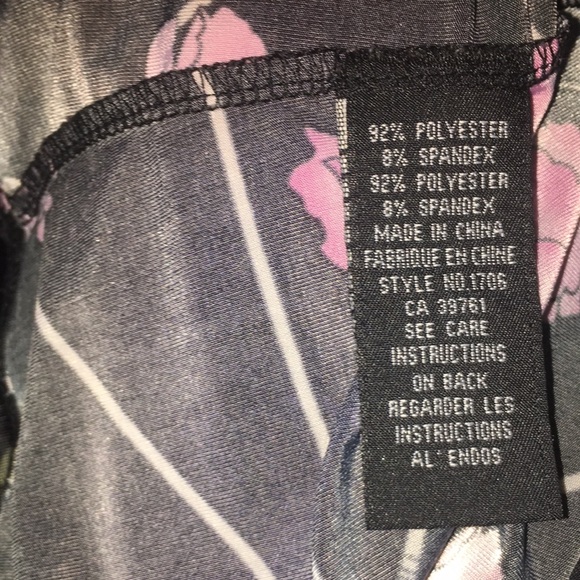 92% POLYESTER
8% SPANDEX
92% POLYESTER
8% SPANDEX
MADE IN CHINA
FABRIQUE EN CHINE
STYLE NO.1706
CA 39761
SEE CARE
INSTRUCTIONS
ON BACK
REGARDER LES
INSTRUCTIONS
AL' ENDOS